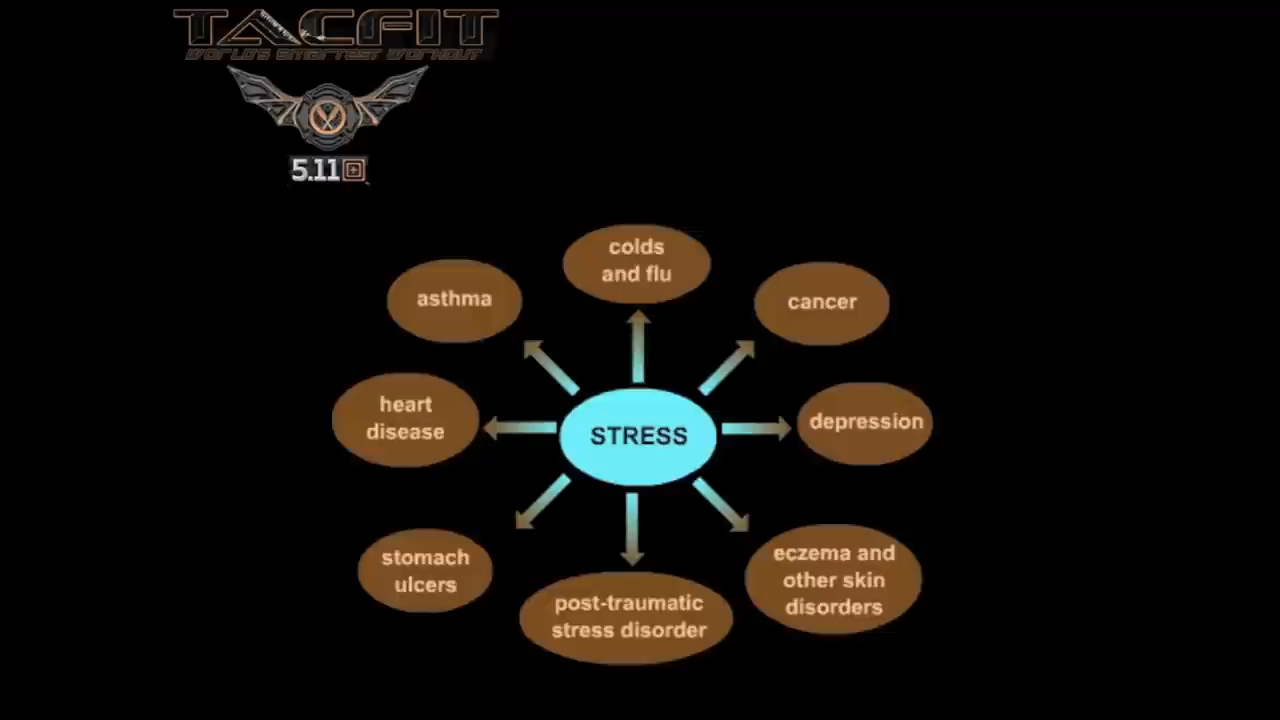 TACFIT
WORLD'S SMARTEST WORKOUT
5.11
colds
and flu
asthma
cancer
heart
disease
STRESS
depression
stomach
ulcers
post-traumatic
stress disorder
eczema and
other skin
disorders